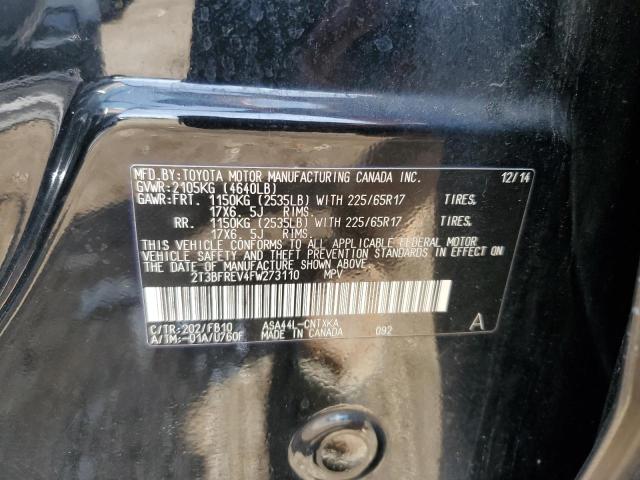 MFD.BY:TOYOTA MOTOR MANUFACTURING CANADA INC. 12/14
GVWR:2105KG (4640LB)
GAWR:FRT. 1150KG (2535LB) WITH 225/65R17 TIRES,
17X6.5J RIMS,
RR. 1150KG (2535LB) WITH 225/65R17 TIRES,
17X6.5J RIMS,
THIS VEHICLE CONFORMS TO ALL APPLICABLE FEDERAL MOTOR
VEHICLE SAFETY AND THEFT PREVENTION STANDARDS IN EFFECT ON
THE DATE OF MANUFACTURE SHOWN ABOVE.
2T3BFREV4FW273110 MPV
C/TR:202/FB10 ASA44L-CNTXKA
A/TM:-01A/U760F MADE IN CANADA 092 A